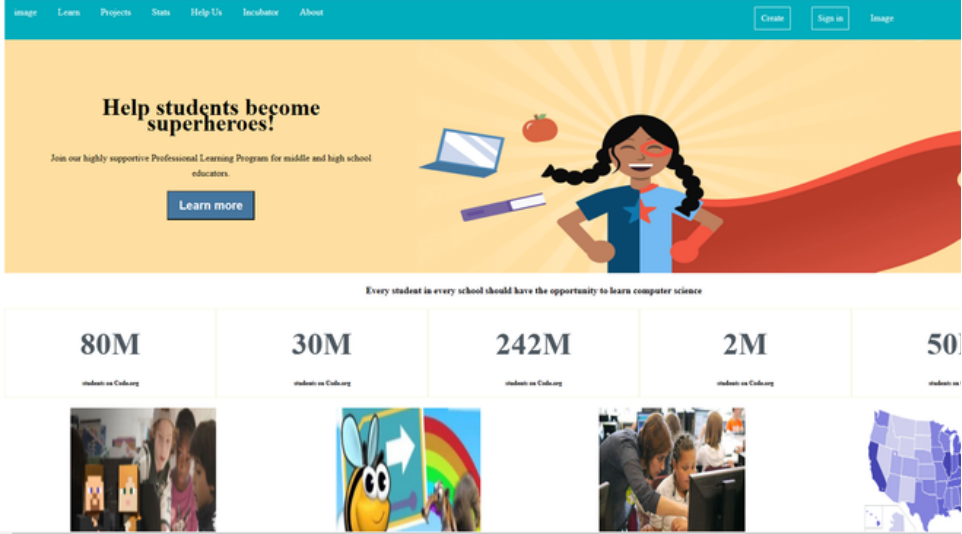 image Learn Projects Stats Help Us Incubator About Create Sign in Image
Help students become
superheroes!
Join our highly supportive Professional Learning Program for middle and high school
educators.
Learn more
Every student in every school should have the opportunity to learn computer science
80M 30M 242M 2M
students on Code.org students on Code.org students on Code.org students on Code.org students on